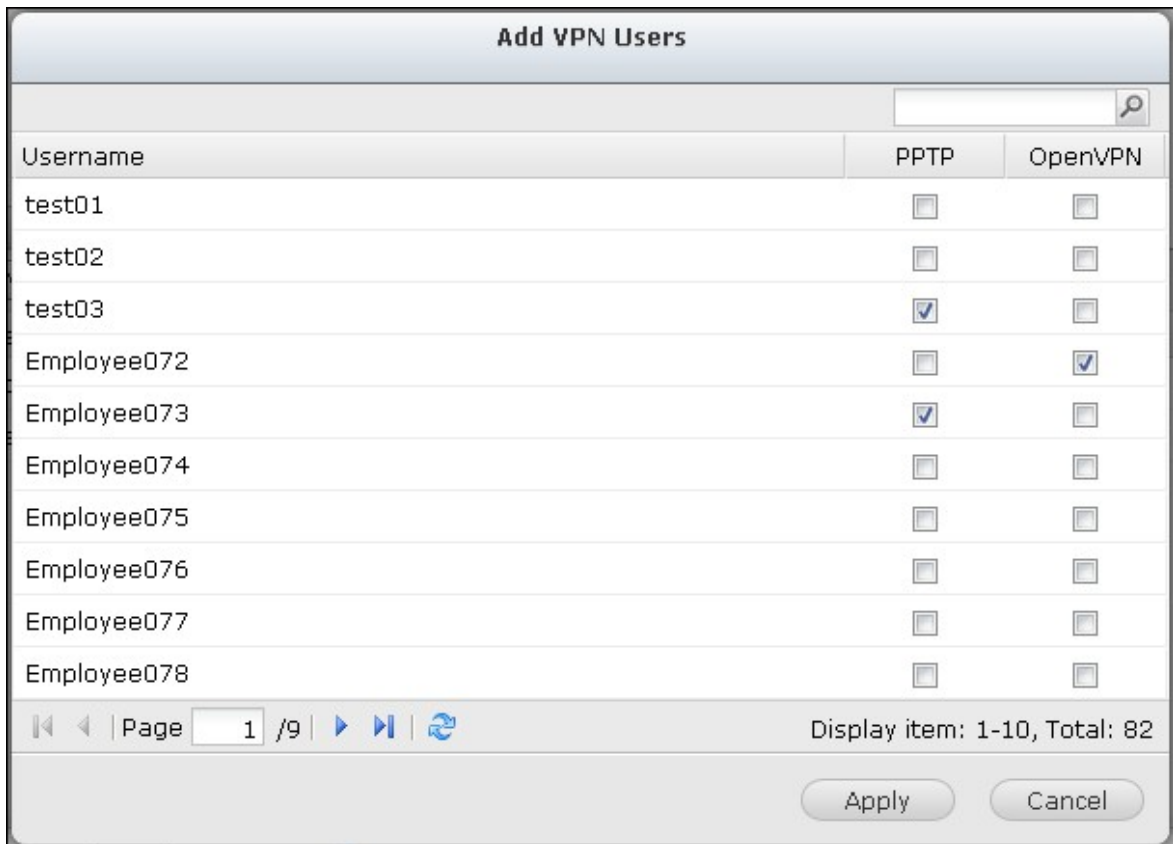 Add VPN Users
Username PPTP OpenVPN
test01
test02
test03
Employee072
Employee073
Employee074
Employee075
Employee076
Employee077
Employee078
Page 1 /9 Display item: 1-10, Total: 82
Apply Cancel